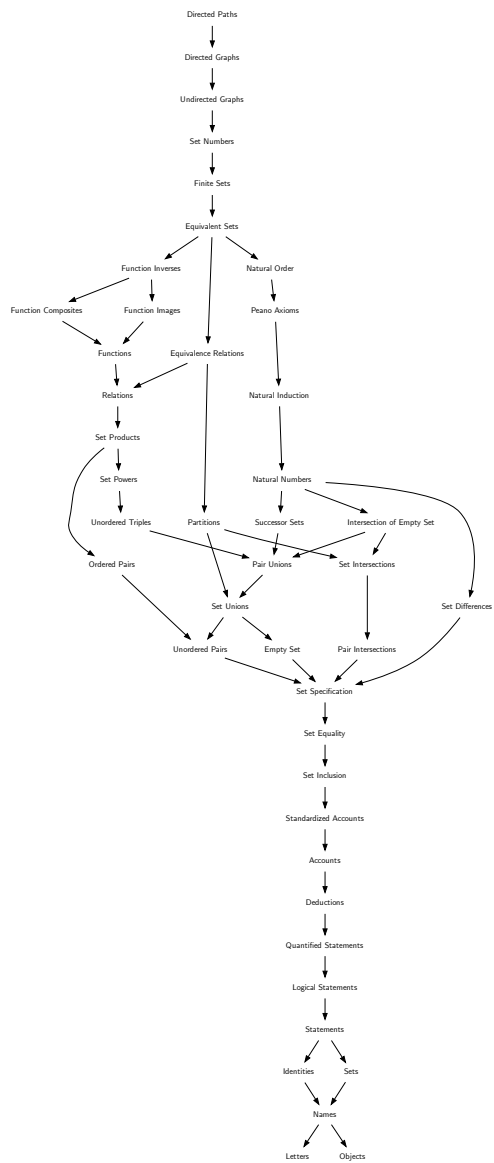 Directed Paths
Directed Graphs
Undirected Graphs
Set Numbers
Finite Sets
Equivalent Sets
Function Inverses
Natural Order
Function Composites
Function Images
Peano Axioms
Functions
Equivalence Relations
Relations
Natural Induction
Set Products
Set Powers
Natural Numbers
Unordered Triples
Partitions
Successor Sets
Intersection of Empty Set
Ordered Pairs
Pair Unions
Set Intersections
Set Unions
Set Differences
Unordered Pairs
Empty Set
Pair Intersections
Set Specification
Set Equality
Set Inclusion
Standardized Accounts
Accounts
Deductions
Quantified Statements
Logical Statements
Statements
Identities
Sets
Names
Letters
Objects